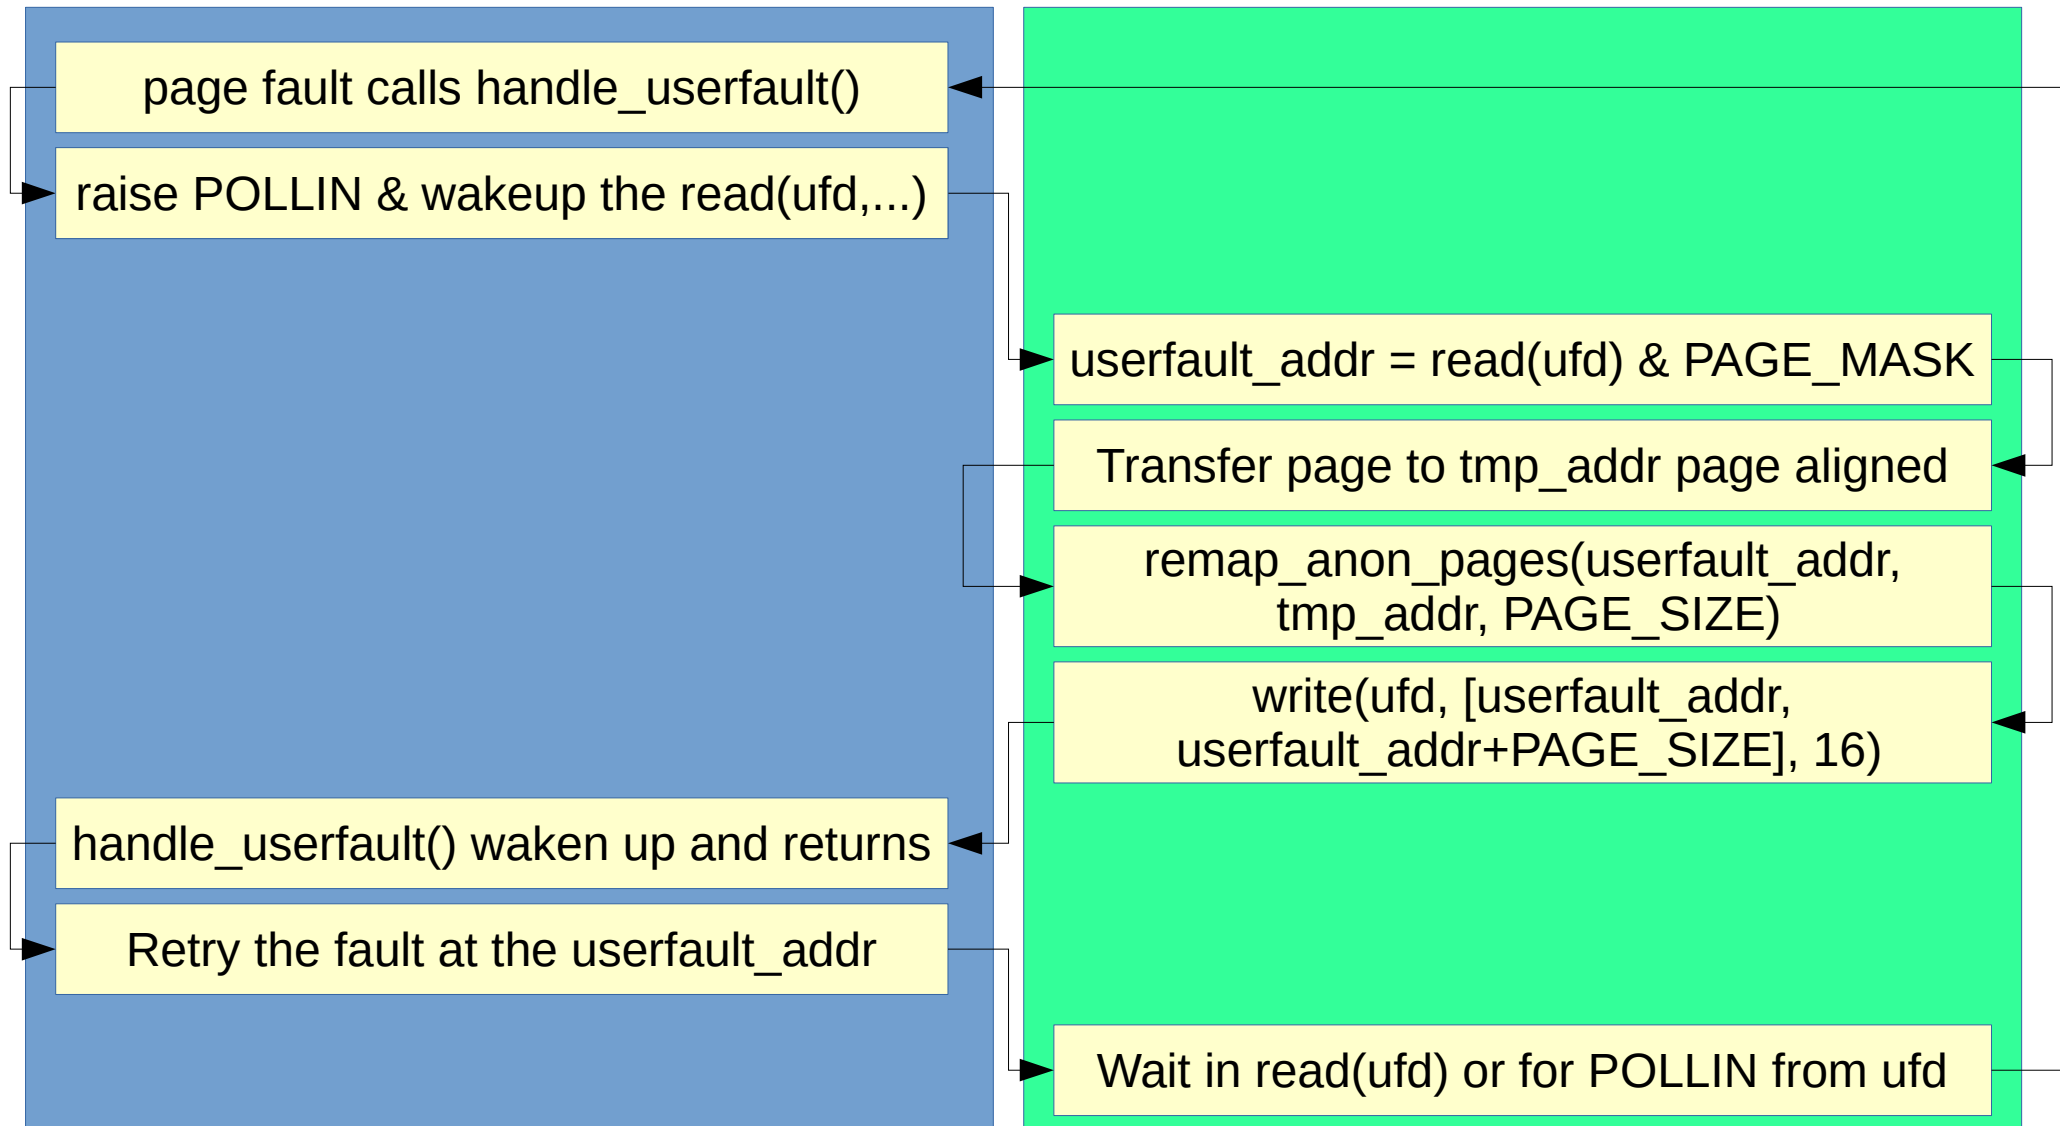 page fault calls handle_userfault()
raise POLLIN & wakeup the read(ufd,...)
userfault_addr = read(ufd) & PAGE_MASK
Transfer page to tmp_addr page aligned
remap_anon_pages(userfault_addr,
tmp_addr, PAGE_SIZE)
write(ufd, [userfault_addr,
userfault_addr+PAGE_SIZE], 16)
handle_userfault() waken up and returns
Retry the fault at the userfault_addr
Wait in read(ufd) or for POLLIN from ufd